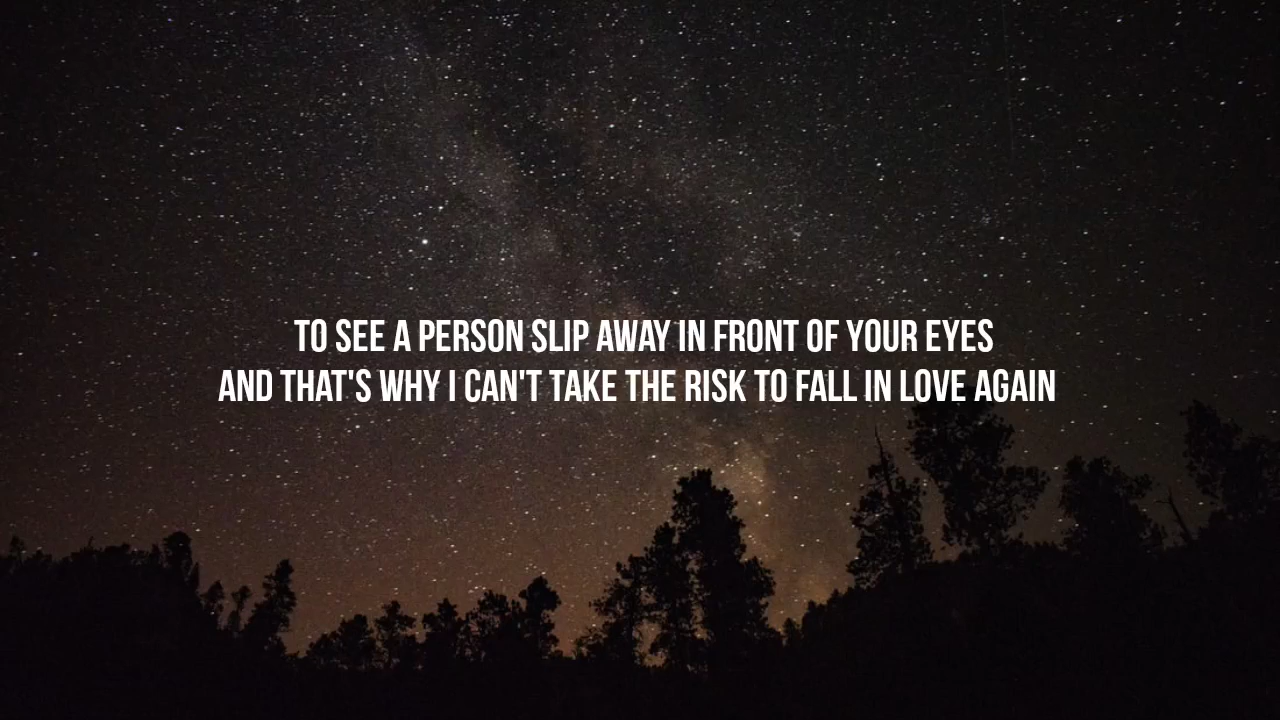 TO SEE A PERSON SLIP AWAY IN FRONT OF YOUR EYES
AND THAT'S WHY I CAN'T TAKE THE RISK TO FALL IN LOVE AGAIN